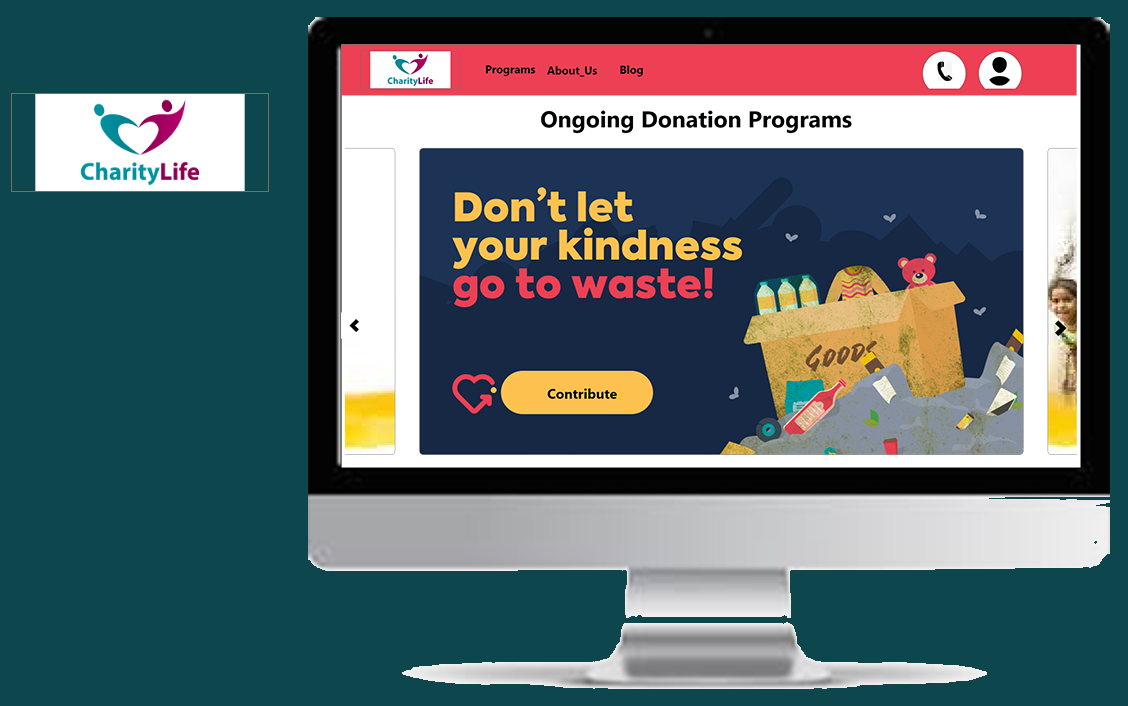 CharityLife
CharityLife
Programs
About_Us
Blog
Ongoing Donation Programs
Don't let
your kindness
go to waste!
GOODS
Contribute